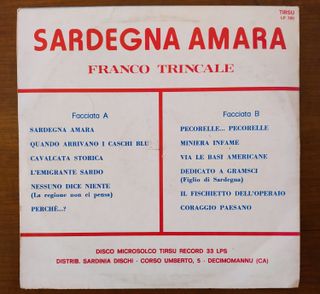 TIRSU
LP 180
SARDEGNA AMARA
FRANCO TRINCALE
Facciata A
SARDEGNA AMARA
QUANDO ARRIVANO I CASCHI BLU
CAVALCATA STORICA
L'EMIGRANTE SARDO
NESSUNO DICE NIENTE
(La regione non ci pensa)
PERCHÈ...?
Facciata B
PECORELLE... PECORELLE
MINIERA INFAME
VIA LE BASI AMERICANE
DEDICATO A GRAMSCI
(Figlio di Sardegna)
IL FISCHIETTO DELL'OPERAIO
CORAGGIO PAESANO
DISCO MICROSOLCO TIRSU RECORD 33 LPS
DISTRIB. SARDINIA DISCHI - CORSO UMBERTO, 5 - DECIMOMANNU (CA)